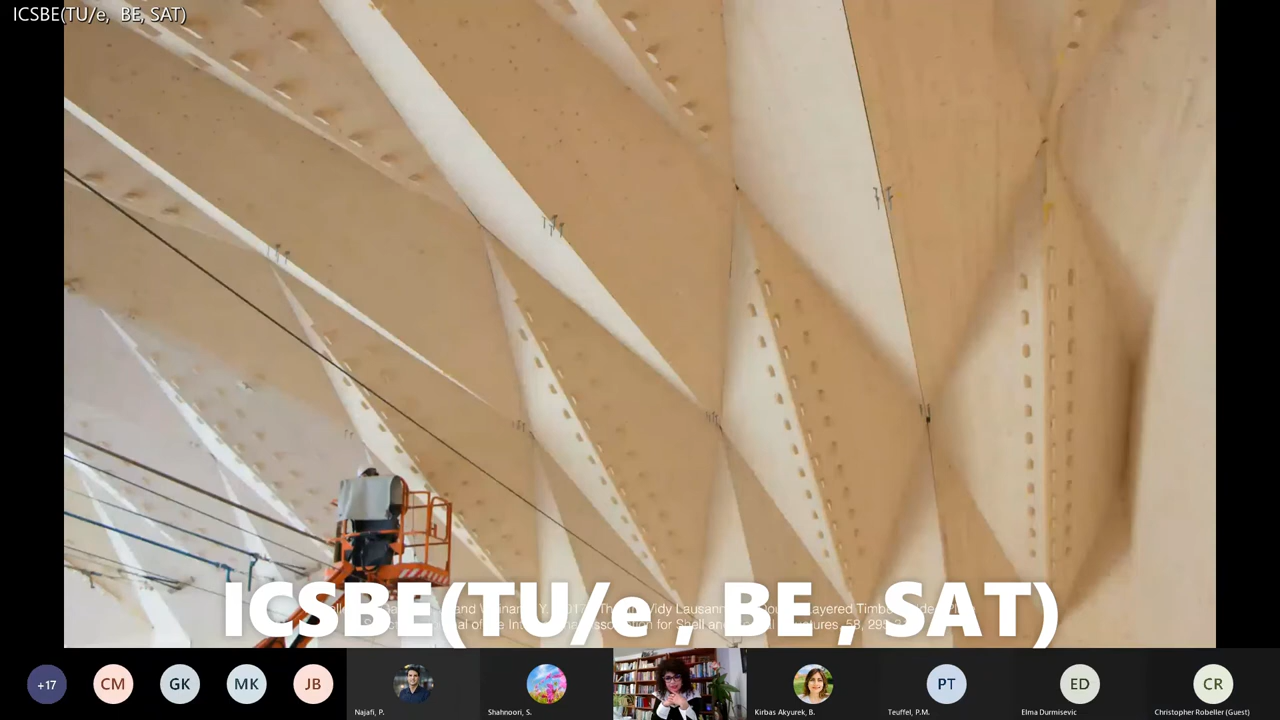 ICSBE(TU/e, BE, SAT)
ICSBE(TU/e , BE , SAT)
+17
CM
GK
MK
JB
PT
ED
CR
Najafi, P.
Shahnoori, S.
Kirbas Akyurek, B.
Teuffel, P.M.
Elma Durmisevic
Christopher Robeller (Guest)